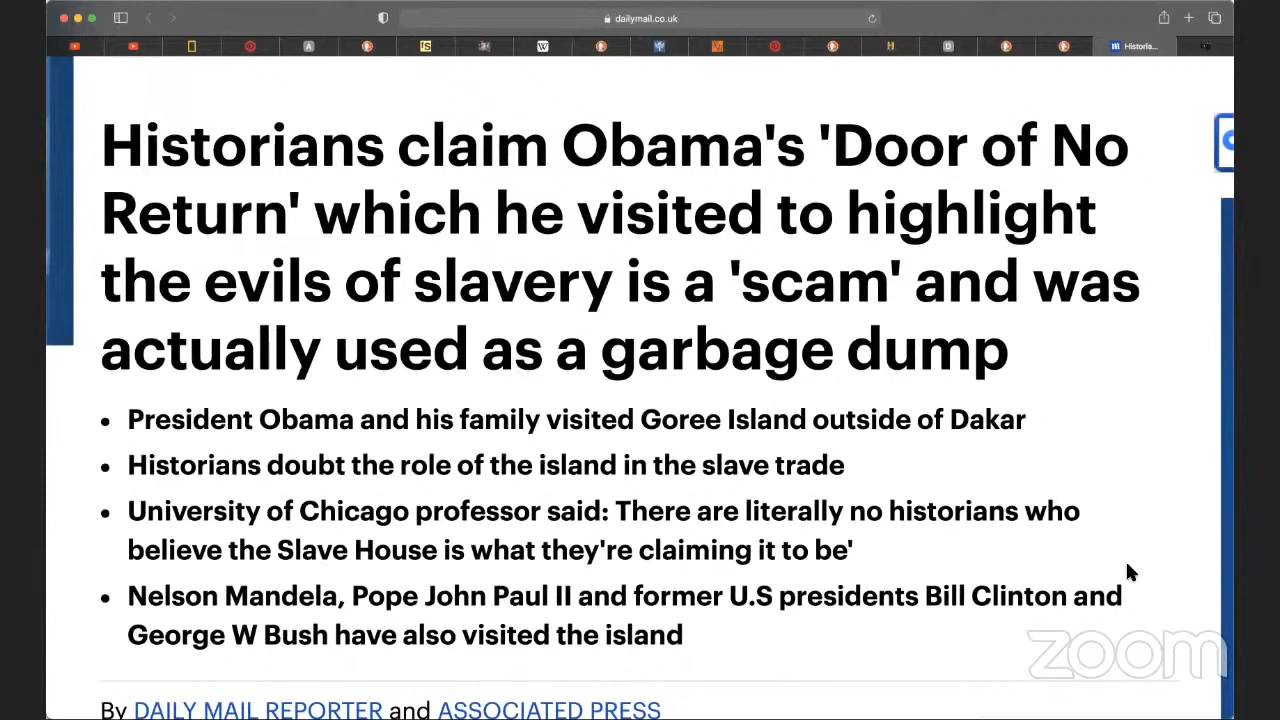 dailymail.co.uk
Historia...
Historians claim Obama's 'Door of No
Return' which he visited to highlight
the evils of slavery is a 'scam' and was
actually used as a garbage dump
• President Obama and his family visited Goree Island outside of Dakar
• Historians doubt the role of the island in the slave trade
• University of Chicago professor said: There are literally no historians who
believe the Slave House is what they're claiming it to be'
• Nelson Mandela, Pope John Paul II and former U.S presidents Bill Clinton and
George W Bush have also visited the island
zoom
By DAILY MAIL REPORTER and ASSOCIATED PRESS